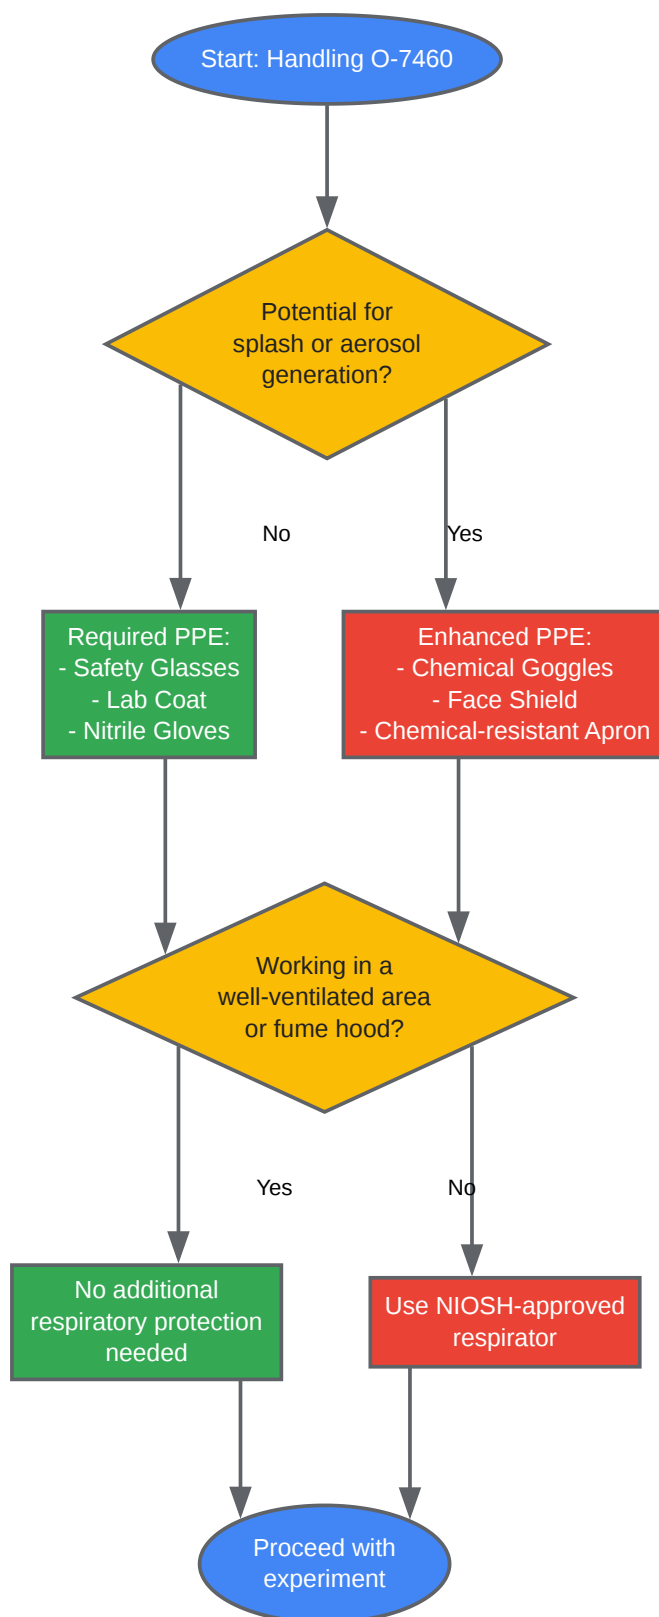 Start: Handling O-7460
Potential for
splash or aerosol
generation?
No
Yes
Required PPE:
- Safety Glasses
- Lab Coat
- Nitrile Gloves
Enhanced PPE:
- Chemical Goggles
- Face Shield
- Chemical-resistant Apron
Working in a
well-ventilated area
or fume hood?
Yes
No
No additional
respiratory protection
needed
Use NIOSH-approved
respirator
Proceed with
experiment